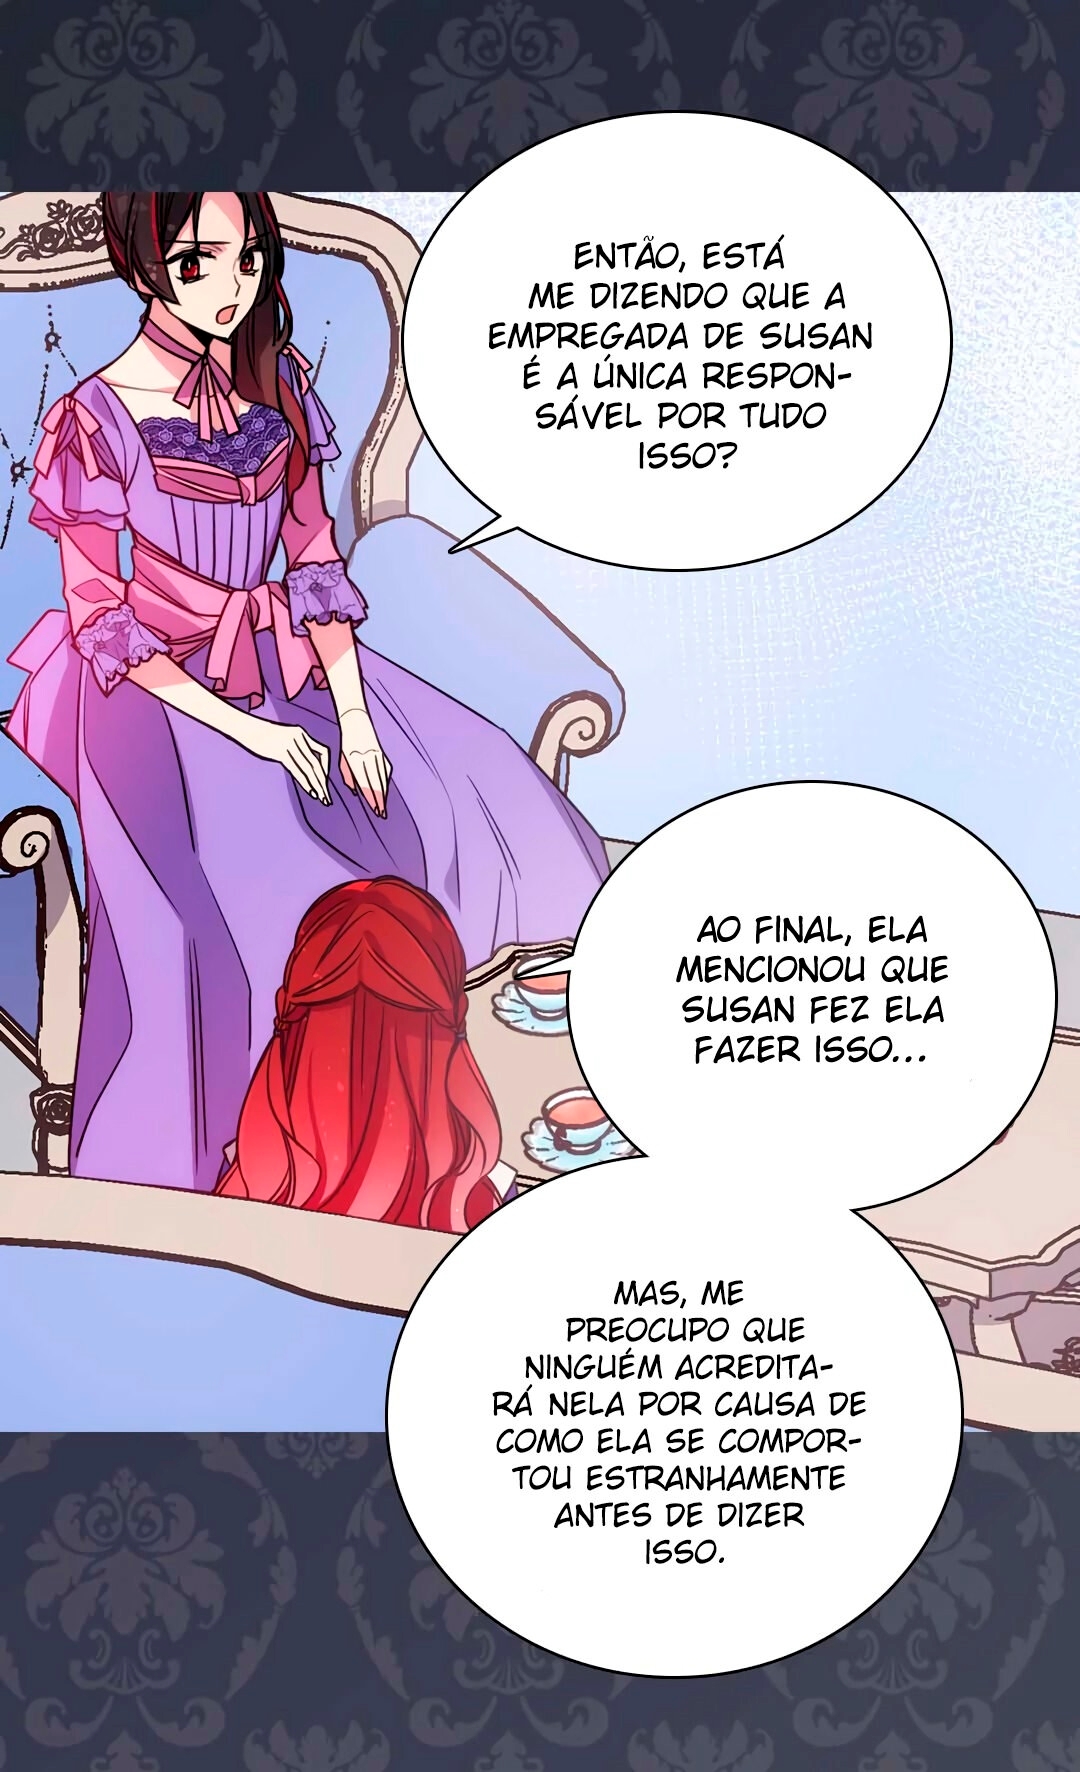 ENTÃO, ESTÁ
ME DIZENDO QUE A
EMPREGADA DE SUSAN
É A ÚNICA RESPON-
SÁVEL POR TUDO
ISSO?
AO FINAL, ELA
MENCIONOU QUE
SUSAN FEZ ELA
FAZER ISSO...
MAS, ME
PREOCUPO QUE
NINGUÉM ACREDITA-
RÁ NELA POR CAUSA DE
COMO ELA SE COMPOR-
TOU ESTRANHAMENTE
ANTES DE DIZER
ISSO.